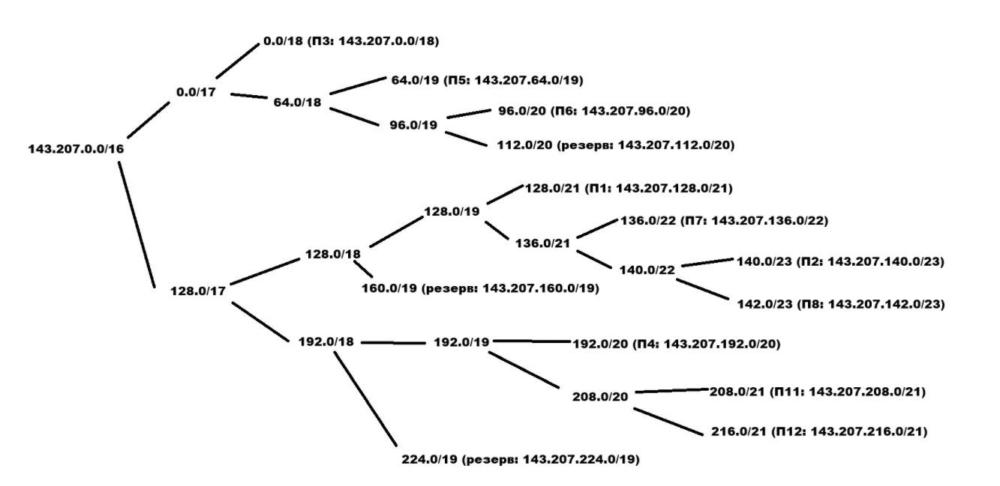 0.0/18 (П3: 143.207.0.0/18)
64.0/19 (П5: 143.207.64.0/19)
0.0/17
64.0/18
96.0/20 (П6: 143.207.96.0/20)
96.0/19
112.0/20 (резерв: 143.207.112.0/20)
143.207.0.0/16
128.0/21 (П1: 143.207.128.0/21)
128.0/19
136.0/22 (П7: 143.207.136.0/22)
136.0/21
128.0/18
140.0/23 (П2: 143.207.140.0/23)
140.0/22
160.0/19 (резерв: 143.207.160.0/19)
128.0/17
142.0/23 (П8: 143.207.142.0/23)
192.0/18
192.0/19
192.0/20 (П4: 143.207.192.0/20)
208.0/21 (П11: 143.207.208.0/21)
208.0/20
216.0/21 (П12: 143.207.216.0/21)
224.0/19 (резерв: 143.207.224.0/19)